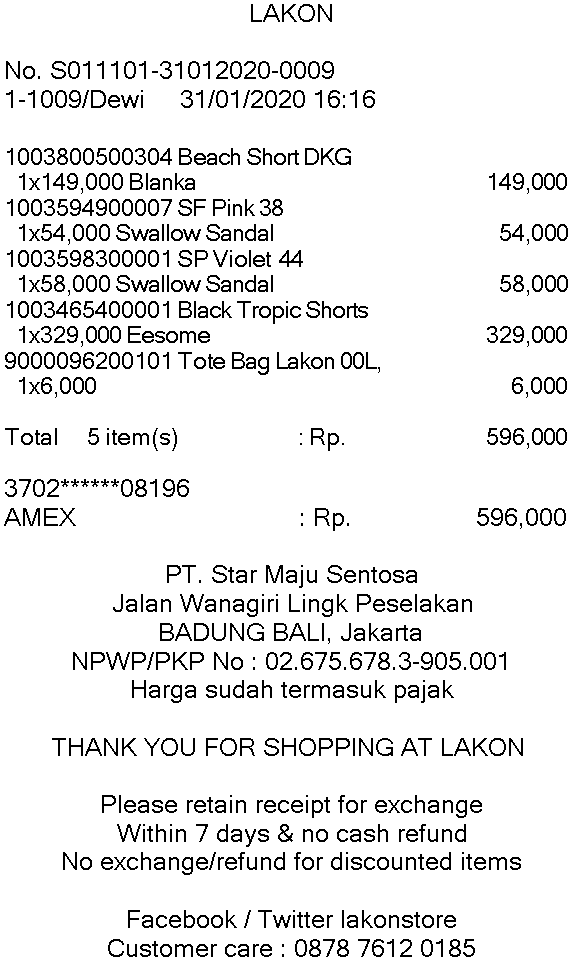 LAKON
No. S011101-31012020-0009
1-1009/Dewi 31/01/2020 16:16
1003800500304 Beach Short DKG
1x149,000 Blanka 149,000
1003594900007 SF Pink 38
1x54,000 Swallow Sandal 54,000
1003598300001 SP Violet 44
1x58,000 Swallow Sandal 58,000
1003465400001 Black Tropic Shorts
1x329,000 Eesome 329,000
9000096200101 Tote Bag Lakon 00L,
1x6,000 6,000
Total 5 item(s) : Rp. 596,000
3702******08196
AMEX : Rp. 596,000
PT. Star Maju Sentosa
Jalan Wanagiri Lingk Peselakan
BADUNG BALI, Jakarta
NPWP/PKP No : 02.675.678.3-905.001
Harga sudah termasuk pajak
THANK YOU FOR SHOPPING AT LAKON
Please retain receipt for exchange
Within 7 days & no cash refund
No exchange/refund for discounted items
Facebook / Twitter lakonstore
Customer care : 0878 7612 0185